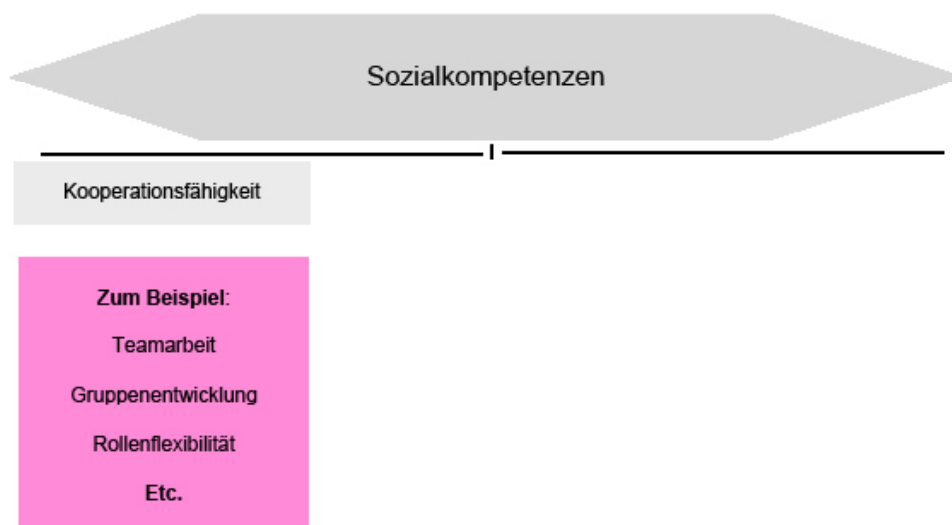 Sozialkompetenzen
Kooperationsfähigkeit
Zum Beispiel:
Teamarbeit
Gruppenentwicklung
Rollenflexibilität
Etc.